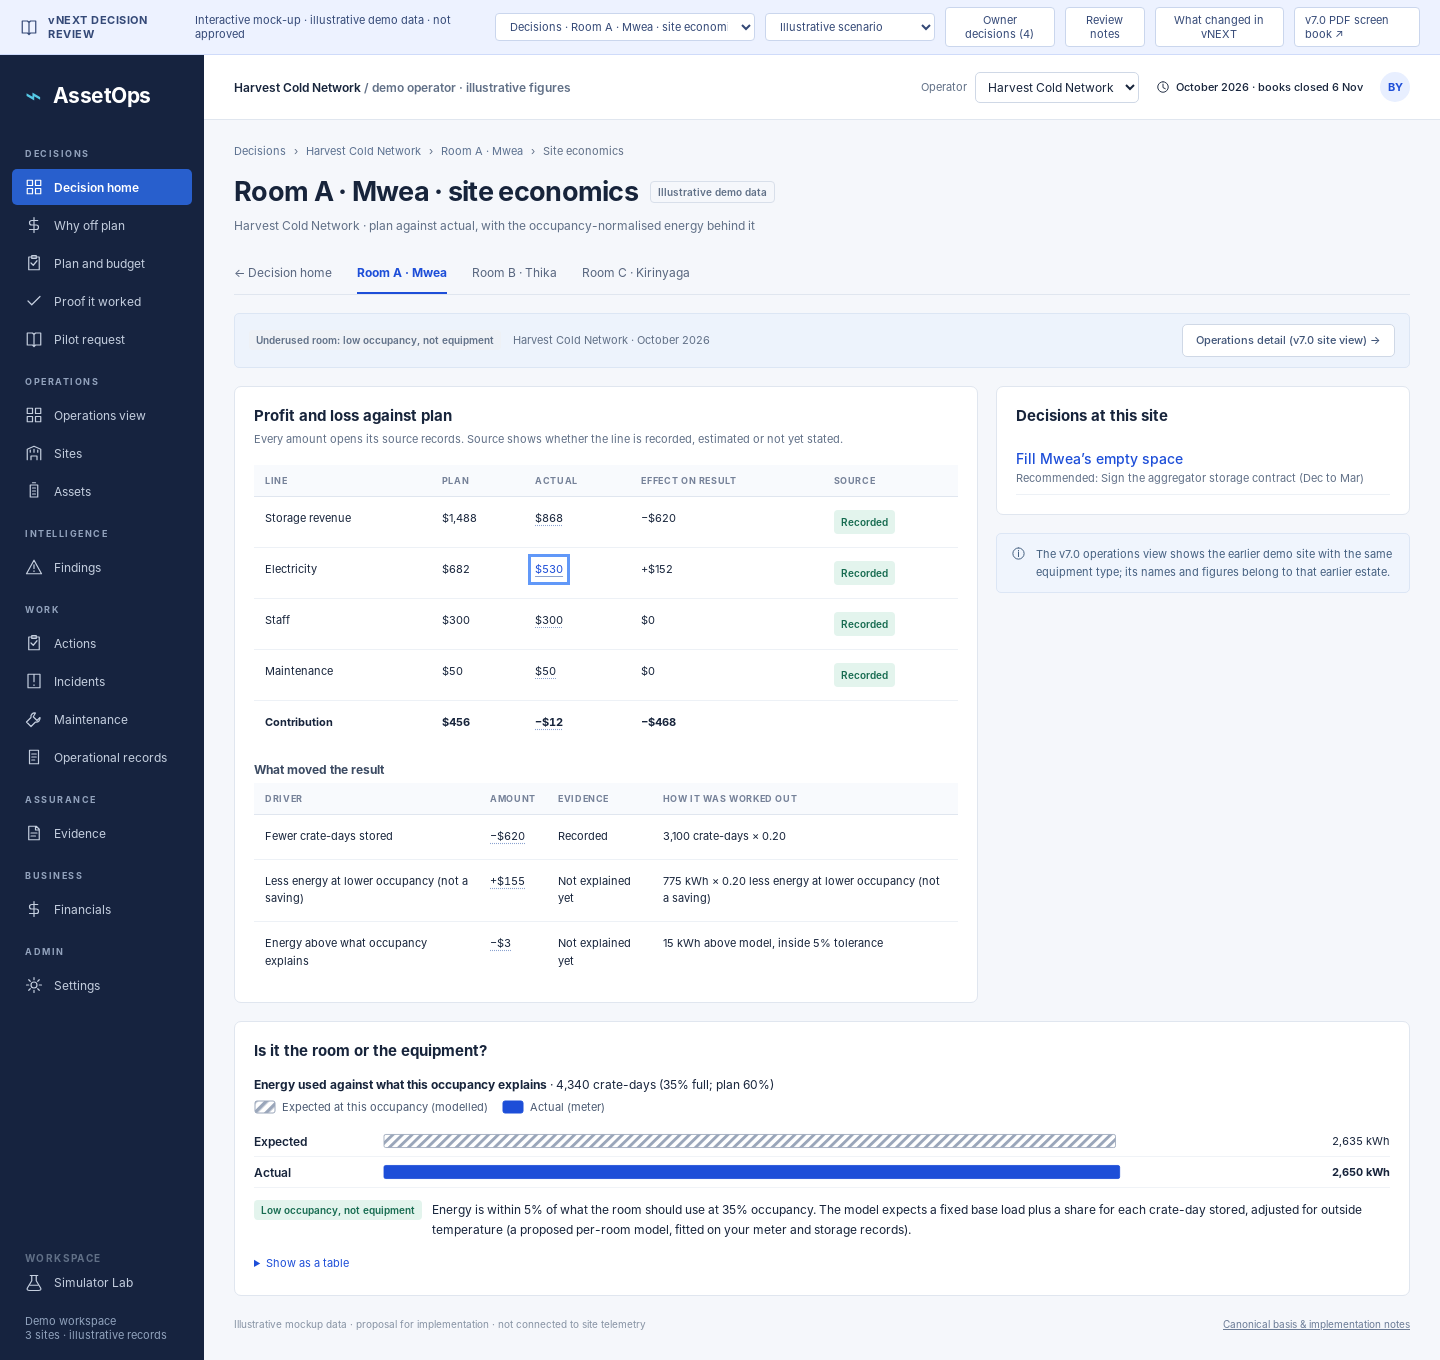 vNEXT DECISION REVIEW
Interactive mock-up · illustrative demo data · not approved
Decisions · Room A · Mwea · site econom
Illustrative scenario
Owner decisions (4)
Review notes
What changed in vNEXT
v7.0 PDF screen book ↗
AssetOps
DECISIONS
Decision home
Why off plan
Plan and budget
Proof it worked
Pilot request
OPERATIONS
Operations view
Sites
Assets
INTELLIGENCE
Findings
WORK
Actions
Incidents
Maintenance
Operational records
ASSURANCE
Evidence
BUSINESS
Financials
ADMIN
Settings
WORKSPACE
Simulator Lab
Demo workspace
3 sites · illustrative records
Harvest Cold Network / demo operator · illustrative figures
Operator
Harvest Cold Network
October 2026 · books closed 6 Nov
BY
Decisions › Harvest Cold Network › Room A · Mwea › Site economics
Room A · Mwea · site economics
Illustrative demo data
Harvest Cold Network · plan against actual, with the occupancy-normalised energy behind it
← Decision home
Room A · Mwea
Room B · Thika
Room C · Kirinyaga
Underused room: low occupancy, not equipment
Harvest Cold Network · October 2026
Operations detail (v7.0 site view) →
Profit and loss against plan
Every amount opens its source records. Source shows whether the line is recorded, estimated or not yet stated.
LINE PLAN ACTUAL EFFECT ON RESULT SOURCE
Storage revenue $1,488 $868 −$620 Recorded
Electricity $682 $530 +$152 Recorded
Staff $300 $300 $0 Recorded
Maintenance $50 $50 $0 Recorded
Contribution $456 −$12 −$468
What moved the result
DRIVER AMOUNT EVIDENCE HOW IT WAS WORKED OUT
Fewer crate-days stored −$620 Recorded 3,100 crate-days × 0.20
Less energy at lower occupancy (not a saving) +$155 Not explained yet 775 kWh × 0.20 less energy at lower occupancy (not a saving)
Energy above what occupancy explains −$3 Not explained yet 15 kWh above model, inside 5% tolerance
Decisions at this site
Fill Mwea’s empty space
Recommended: Sign the aggregator storage contract (Dec to Mar)
The v7.0 operations view shows the earlier demo site with the same equipment type; its names and figures belong to that earlier estate.
Is it the room or the equipment?
Energy used against what this occupancy explains · 4,340 crate-days (35% full; plan 60%)
Expected at this occupancy (modelled)
Actual (meter)
Expected 2,635 kWh
Actual 2,650 kWh
Low occupancy, not equipment
Energy is within 5% of what the room should use at 35% occupancy. The model expects a fixed base load plus a share for each crate-day stored, adjusted for outside temperature (a proposed per-room model, fitted on your meter and storage records).
▶ Show as a table
Illustrative mockup data · proposal for implementation · not connected to site telemetry
Canonical basis & implementation notes